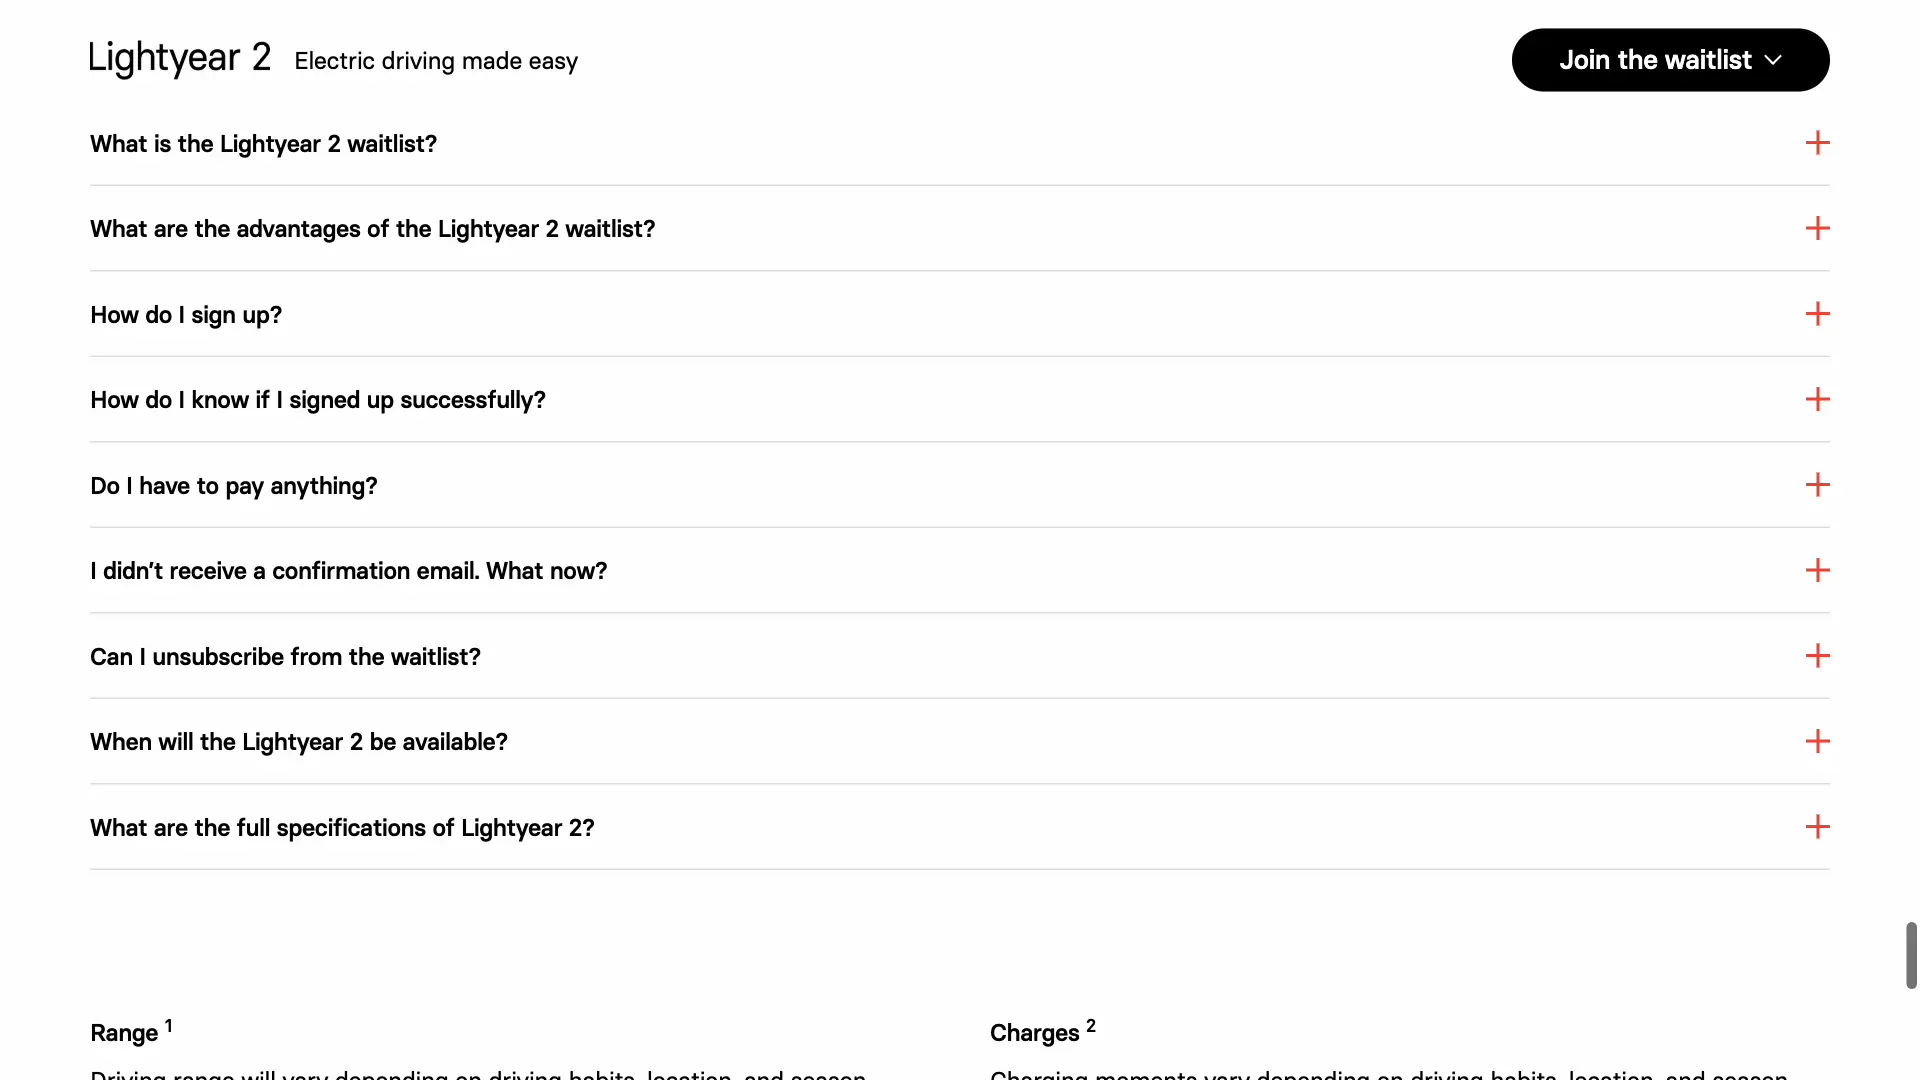 Lightyear 2 Electric driving made easy
Join the waitlist
What is the Lightyear 2 waitlist?
What are the advantages of the Lightyear 2 waitlist?
How do I sign up?
How do I know if I signed up successfully?
Do I have to pay anything?
I didn’t receive a confirmation email. What now?
Can I unsubscribe from the waitlist?
When will the Lightyear 2 be available?
What are the full specifications of Lightyear 2?
Range 1
Driving range will vary depending on driving habits, location, and season
Charges 2
Charging moments vary depending on driving habits, location, and season